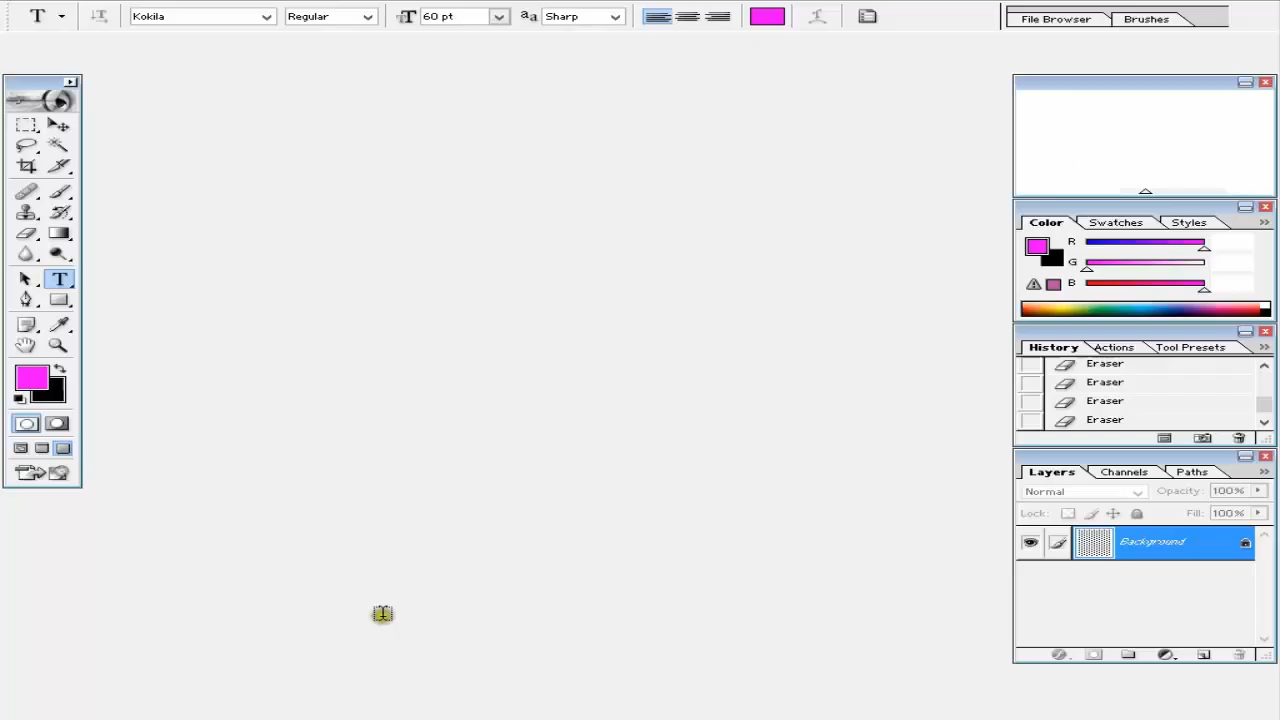 T Kokila Regular T 60 pt aa Sharp File Browser Brushes
Color Swatches Styles
R
G
B
T
History Actions Tool Presets
Eraser
Eraser
Eraser
Eraser
Layers Channels Paths
Normal Opacity: 100%
Lock: Fill: 100%
Background